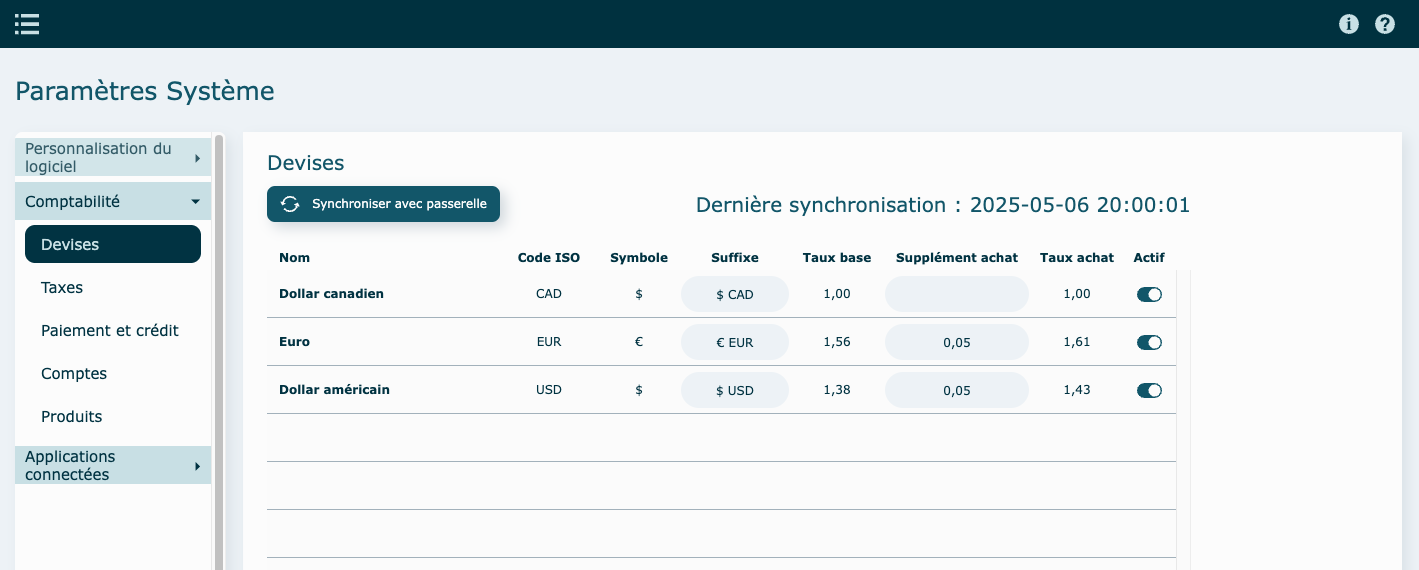 Paramètres Système
Personnalisation du
logiciel
Comptabilité
Devises
Taxes
Paiement et crédit
Comptes
Produits
Applications
connectées
Devises
Synchroniser avec passerelle
Dernière synchronisation : 2025-05-06 20:00:01
Nom Code ISO Symbole Suffixe Taux base Supplément achat Taux achat Actif
Dollar canadien CAD $ $ CAD 1,00 1,00
Euro EUR € € EUR 1,56 0,05 1,61
Dollar américain USD $ $ USD 1,38 0,05 1,43